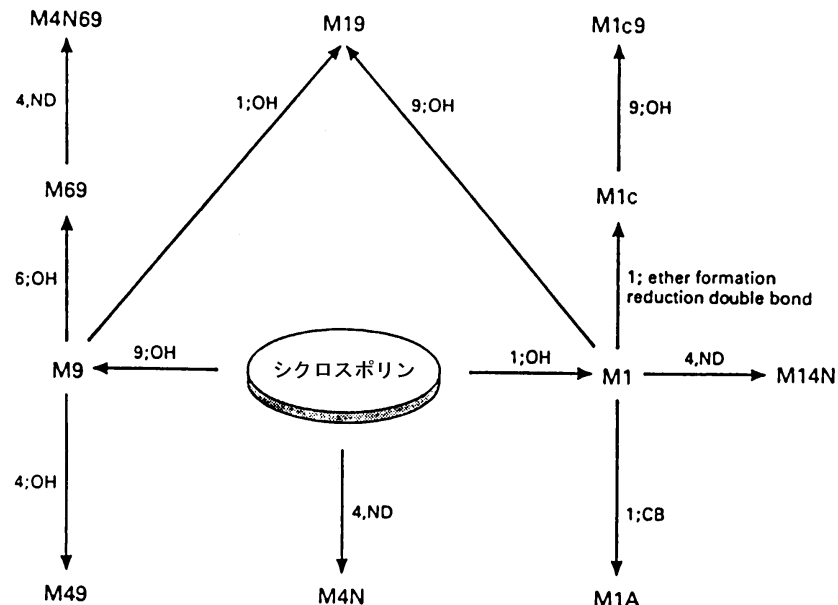 M4N69
M19
M1c9
4,ND
1;OH
9;OH
9;OH
M69
M1c
6;OH
1; ether formation
reduction double bond
M9
9;OH
シクロスポリン
1;OH
M1
4,ND
M14N
4;OH
4,ND
1;CB
M49
M4N
M1A